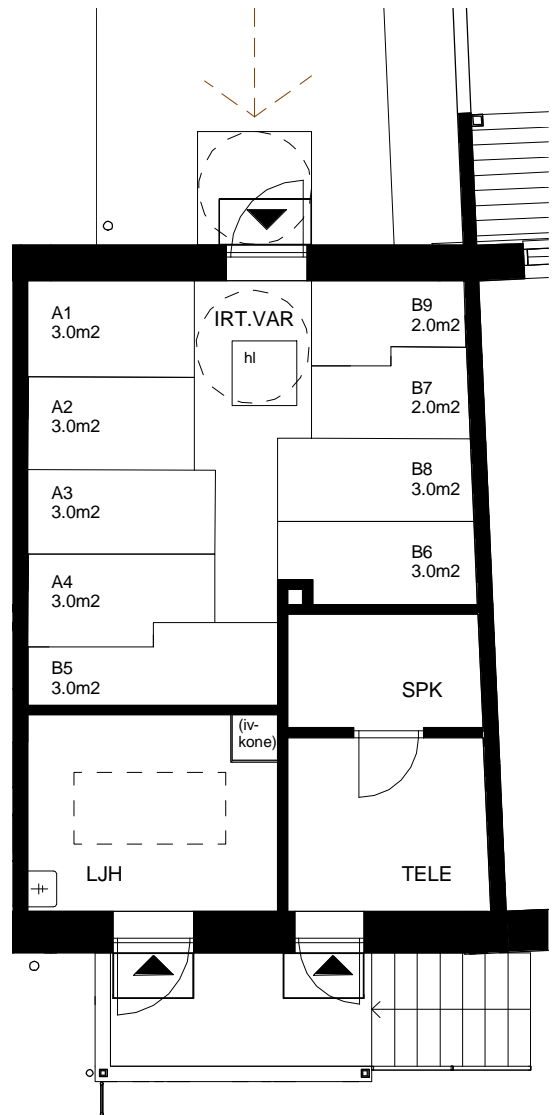 A1
3.0m2
IRT.VAR
hl
B9
2.0m2
A2
3.0m2
B7
2.0m2
A3
3.0m2
B8
3.0m2
A4
3.0m2
B6
3.0m2
B5
3.0m2
SPK
(iv-
kone)
LJH
TELE